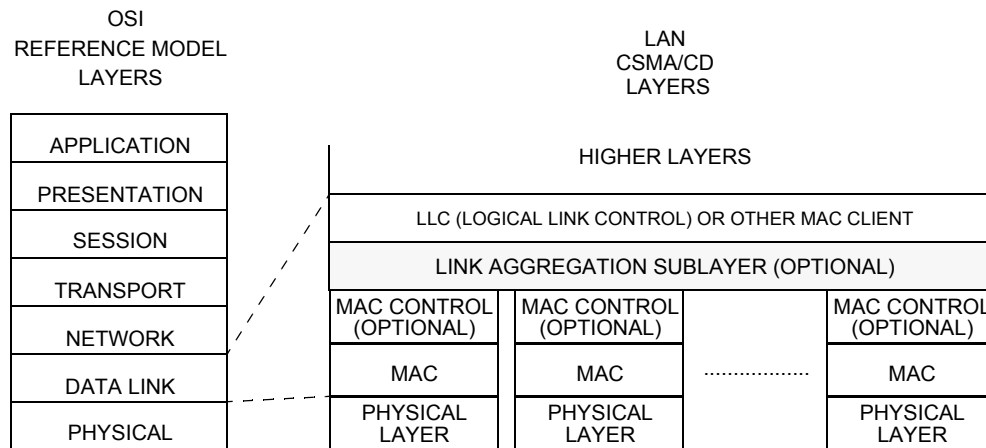 OSI
REFERENCE MODEL
LAYERS
APPLICATION
PRESENTATION
SESSION
TRANSPORT
NETWORK
DATA LINK
PHYSICAL
LAN
CSMA/CD
LAYERS
HIGHER LAYERS
LLC (LOGICAL LINK CONTROL) OR OTHER MAC CLIENT
LINK AGGREGATION SUBLAYER (OPTIONAL)
MAC CONTROL
(OPTIONAL)
MAC
PHYSICAL
LAYER
MAC CONTROL
(OPTIONAL)
MAC
PHYSICAL
LAYER
..................
MAC CONTROL
(OPTIONAL)
MAC
PHYSICAL
LAYER